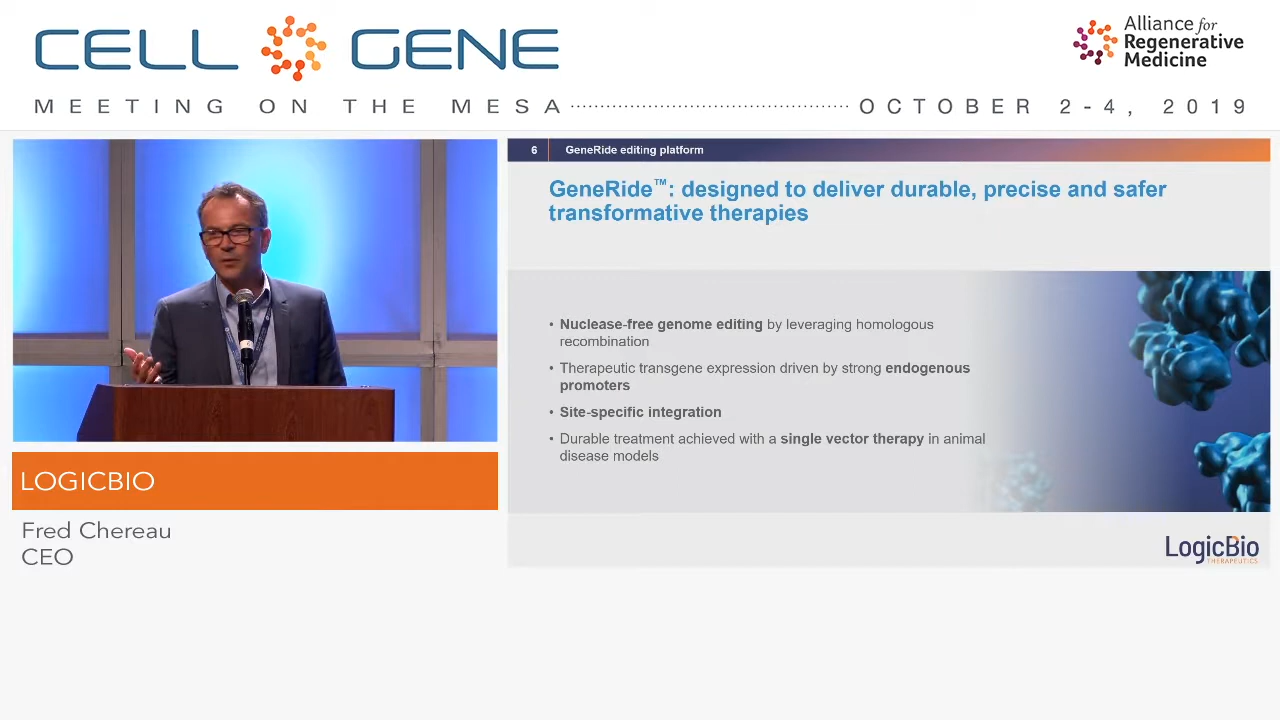 CELL GENE
MEETING ON THE MESA
OCTOBER 2-4, 2019
Alliance for
Regenerative
Medicine
6 GeneRide editing platform
GeneRide™: designed to deliver durable, precise and safer
transformative therapies
• Nuclease-free genome editing by leveraging homologous
recombination
• Therapeutic transgene expression driven by strong endogenous
promoters
• Site-specific integration
• Durable treatment achieved with a single vector therapy in animal
disease models
LogicBio
THERAPEUTICS
LOGICBIO
Fred Chereau
CEO